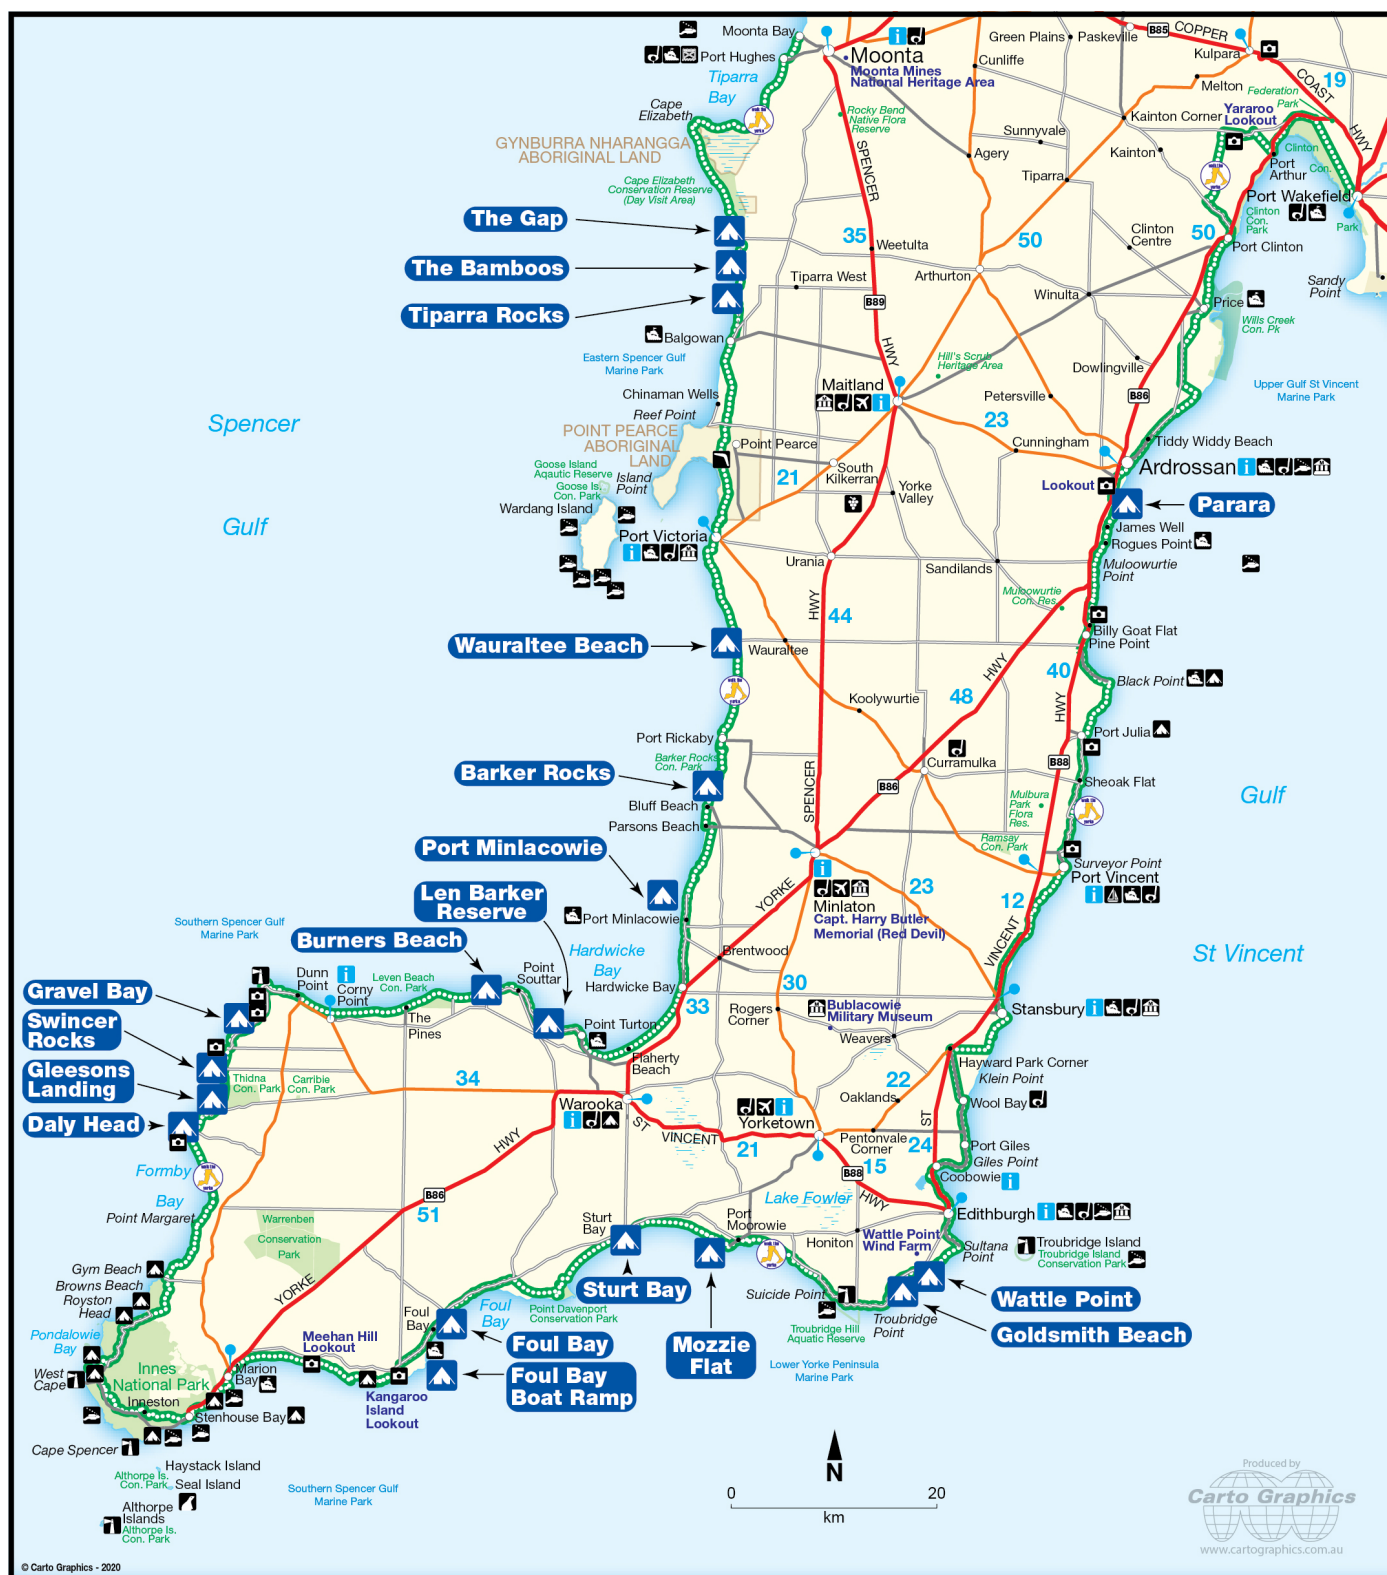 Moonta Bay
Port Hughes
Tiparra
Bay
Cape
Elizabeth
Moonta
Moonta Mines
National Heritage Area
Green Plains
Paskeville
Cunliffe
B85
COPPER
COAST
HWY
19
Kulpara
Melton
Federation
Park
Yararoo
Lookout
Kainton Corner
Sunnyvale
Kainton
Agery
Tiparra
Rocky Bend
Native Flora
Reserve
SPENCER
HWY
GYNBURRA NHARANGGA
ABORIGINAL LAND
Cape Elizabeth
Conservation Reserve
(Day Visit Area)
Clinton
Con.
Park
Port
Arthur
Port Wakefield
Clinton
Con.
Park
Port Clinton
Sandy
Point
The Gap
The Bamboos
Tiparra Rocks
35
50
50
Weetulta
Clinton
Centre
Tiparra West
Arthurton
Winulta
Price
Wills Creek
Con. Pk
B89
Balgowan
Eastern Spencer Gulf
Marine Park
Hill's Scrub
Heritage Area
Dowlingville
Maitland
Petersville
B86
Upper Gulf St Vincent
Marine Park
Chinaman Wells
Reef Point
Spencer
Gulf
POINT PEARCE
ABORIGINAL
LAND
Point Pearce
23
Cunningham
Tiddy Widdy Beach
Ardrossan
Goose Island
Aqautic Reserve
Goose Is.
Con. Park
Island
Point
21
South
Kilkerran
Yorke
Valley
Lookout
Parara
Wardang Island
Port Victoria
James Well
Rogues Point
Muloowurtie
Point
Urania
Sandilands
Muloowurtie
Con. Res.
HWY
44
Billy Goat Flat
Pine Point
Wauraltee Beach
Wauraltee
HWY
40
Black Point
48
HWY
Koolywurtie
Port Rickaby
Port Julia
Barker Rocks
Con. Park
Barker Rocks
Curramulka
B88
B86
Sheoak Flat
Gulf
St Vincent
Bluff Beach
Parsons Beach
SPENCER
Mulbura
Park
Flora
Res.
Ramsay
Con. Park
Surveyor Point
Port Vincent
Port Minlacowie
Len Barker
Reserve
Port Minlacowie
YORKE
Minlaton
Capt. Harry Butler
Memorial (Red Devil)
23
12
VINCENT
Southern Spencer Gulf
Marine Park
Burners Beach
Hardwicke
Bay
Hardwicke Bay
Brentwood
Gravel Bay
Swincer
Rocks
Gleesons
Landing
Daly Head
Dunn
Point
Corny
Point
Leven Beach
Con. Park
Point
Souttar
The
Pines
Point Turton
33
30
Rogers
Corner
Bublacowie
Military Museum
Weavers
Stansbury
Flaherty
Beach
Hayward Park Corner
Klein Point
Thidna
Con. Park
Carribie
Con. Park
34
Warooka
ST
VINCENT
21
Yorketown
22
Oaklands
Wool Bay
ST
Pentonvale
Corner
24
Port Giles
Giles Point
Coobowie
B88
15
HWY
HWY
B86
51
Formby
Bay
Point Margaret
Warrenben
Conservation
Park
Lake Fowler
Edithburgh
Sturt
Bay
Port
Moorowie
Honiton
Wattle Point
Wind Farm
Sultana
Point
Troubridge Island
Troubridge Island
Conservation Park
Gym Beach
Browns Beach
Royston
Head
YORKE
Sturt Bay
Suicide Point
Wattle Point
Goldsmith Beach
Foul
Bay
Foul
Bay
Point Davenport
Conservation Park
Troubridge
Point
Troubridge Hill
Aquatic Reserve
Pondalowie
Bay
Meehan Hill
Lookout
Foul Bay
Mozzie
Flat
Lower Yorke Peninsula
Marine Park
West
Cape
Innes
National Park
Marion
Bay
Foul Bay
Boat Ramp
Kangaroo
Island
Lookout
Inneston
Stenhouse Bay
Cape Spencer
Haystack Island
Althorpe Is.
Con. Park
Seal Island
Althorpe
Islands
Althorpe Is.
Con. Park
Southern Spencer Gulf
Marine Park
N
0 20
km
Produced by
Carto Graphics
www.cartographics.com.au
© Carto Graphics - 2020